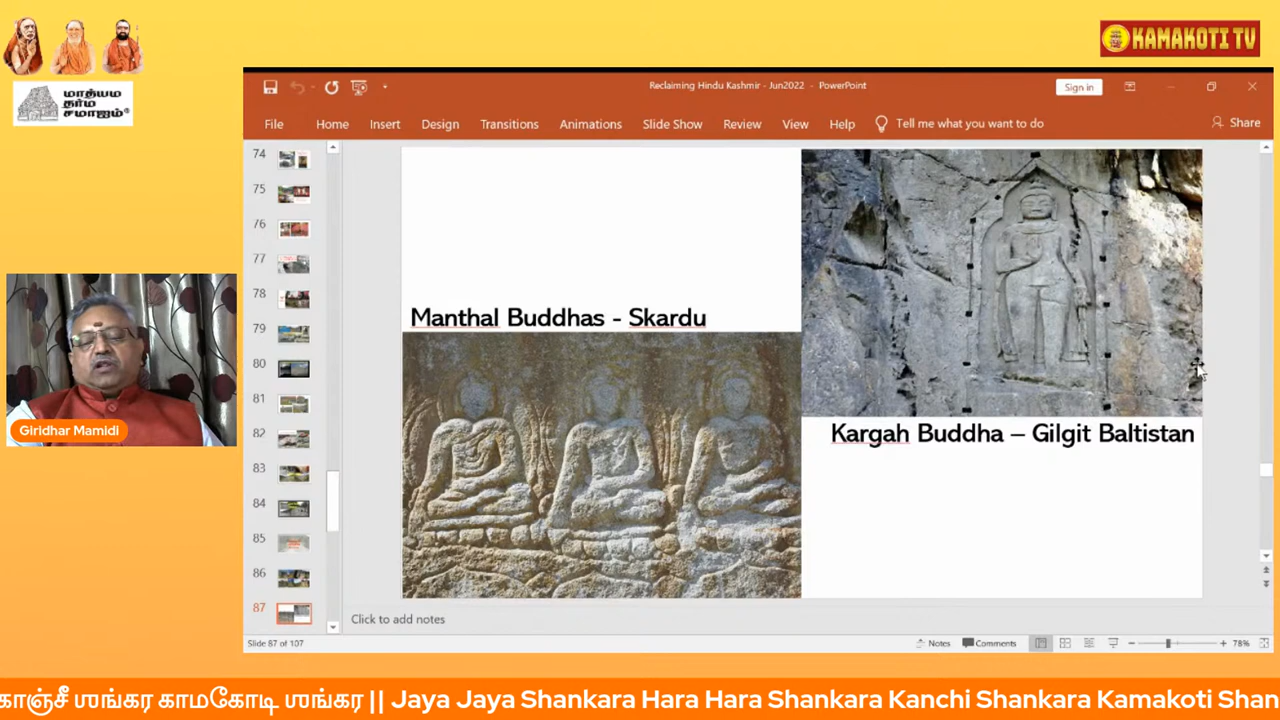 KAMAKOTI TV
மாத்யம
தர்ம
சமாஜம்®
Reclaiming Hindu Kashmir - Jun2022 - PowerPoint
Sign in
File Home Insert Design Transitions Animations Slide Show Review View Help Tell me what you want to do Share
74
75
76
77
78
79
80
81
82
83
84
85
86
87
Manthal Buddhas - Skardu
Kargah Buddha – Gilgit Baltistan
Giridhar Mamidi
Click to add notes
Slide 87 of 107
Notes Comments 78%
காஞ்சீ ஶங்கர காமகோடி ஶங்கர || Jaya Jaya Shankara Hara Hara Shankara Kanchi Shankara Kamakoti Shan